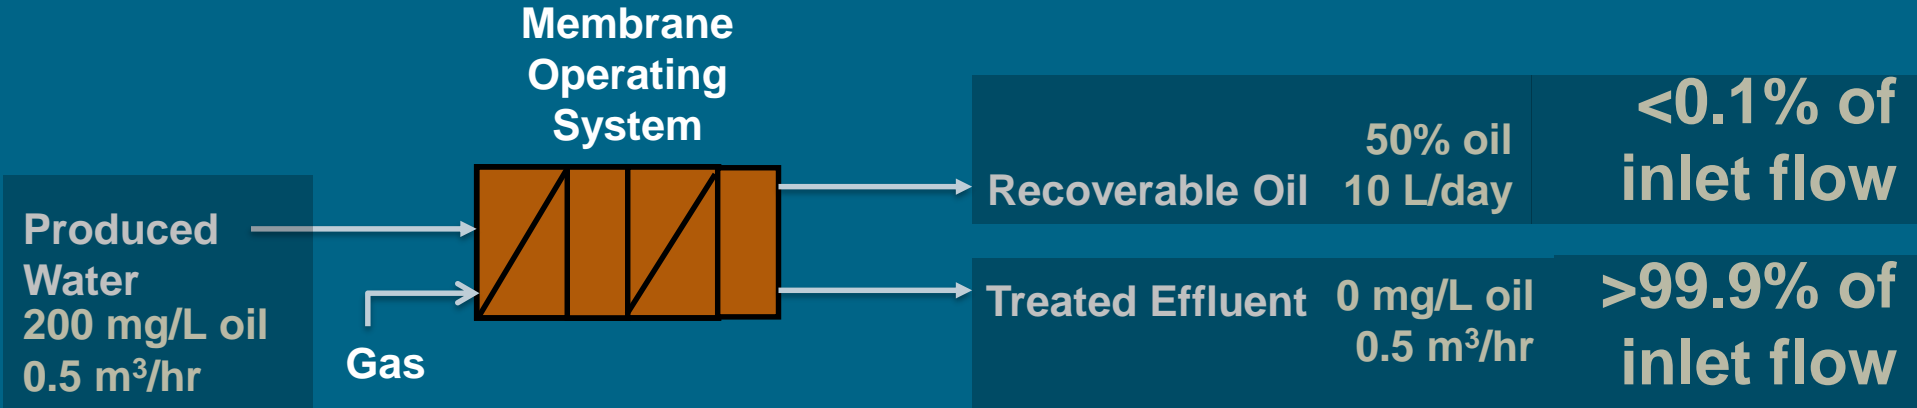 Membrane
Operating
System
Produced
Water
200 mg/L oil
0.5 m³/hr
Gas
Recoverable Oil
50% oil
10 L/day
<0.1% of
inlet flow
Treated Effluent
0 mg/L oil
0.5 m³/hr
>99.9% of
inlet flow